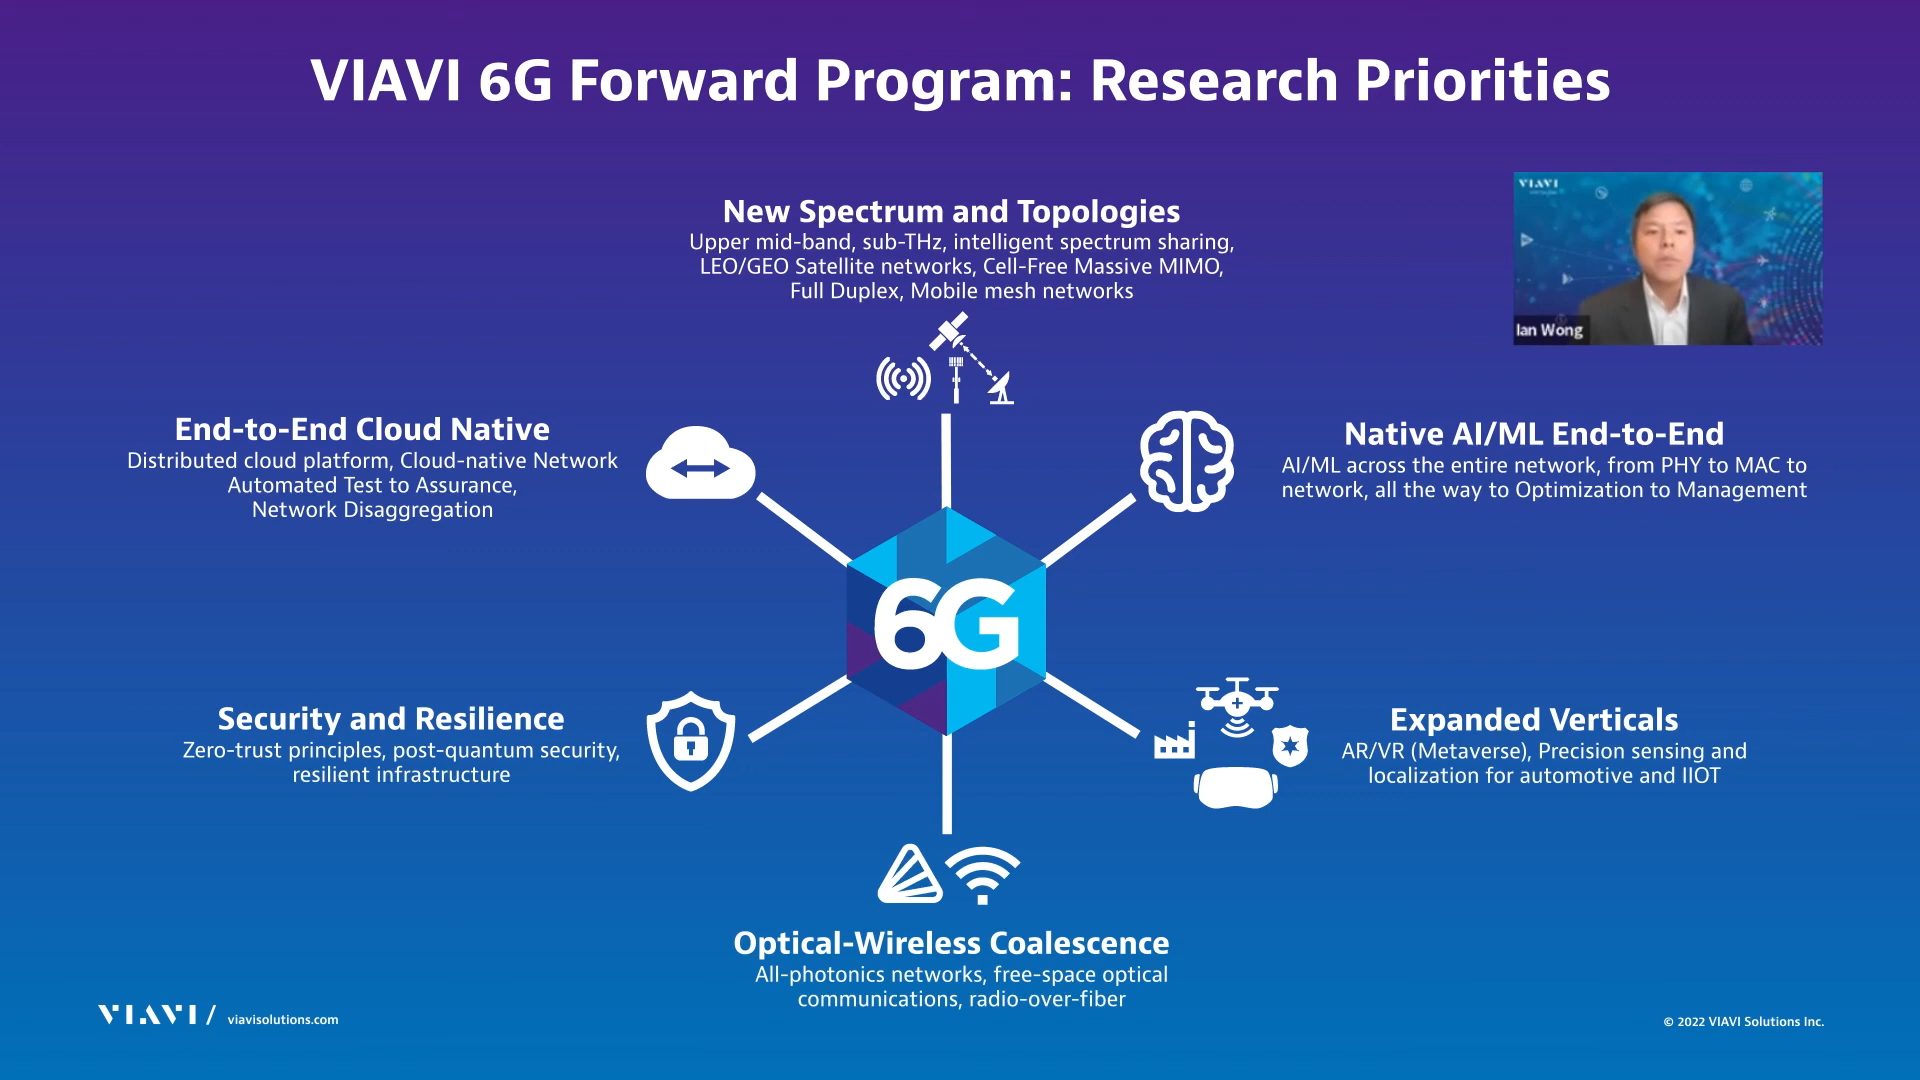 VIAVI 6G Forward Program: Research Priorities
New Spectrum and Topologies
Upper mid-band, sub-THz, intelligent spectrum sharing,
LEO/GEO Satellite networks, Cell-Free Massive MIMO,
Full Duplex, Mobile mesh networks
VIAVI
Ian Wong
End-to-End Cloud Native
Distributed cloud platform, Cloud-native Network
Automated Test to Assurance,
Network Disaggregation
Native AI/ML End-to-End
AI/ML across the entire network, from PHY to MAC to
network, all the way to Optimization to Management
6G
Security and Resilience
Zero-trust principles, post-quantum security,
resilient infrastructure
Expanded Verticals
AR/VR (Metaverse), Precision sensing and
localization for automotive and IIOT
Optical-Wireless Coalescence
All-photonics networks, free-space optical
communications, radio-over-fiber
VIAVI / viavisolutions.com
© 2022 VIAVI Solutions Inc.